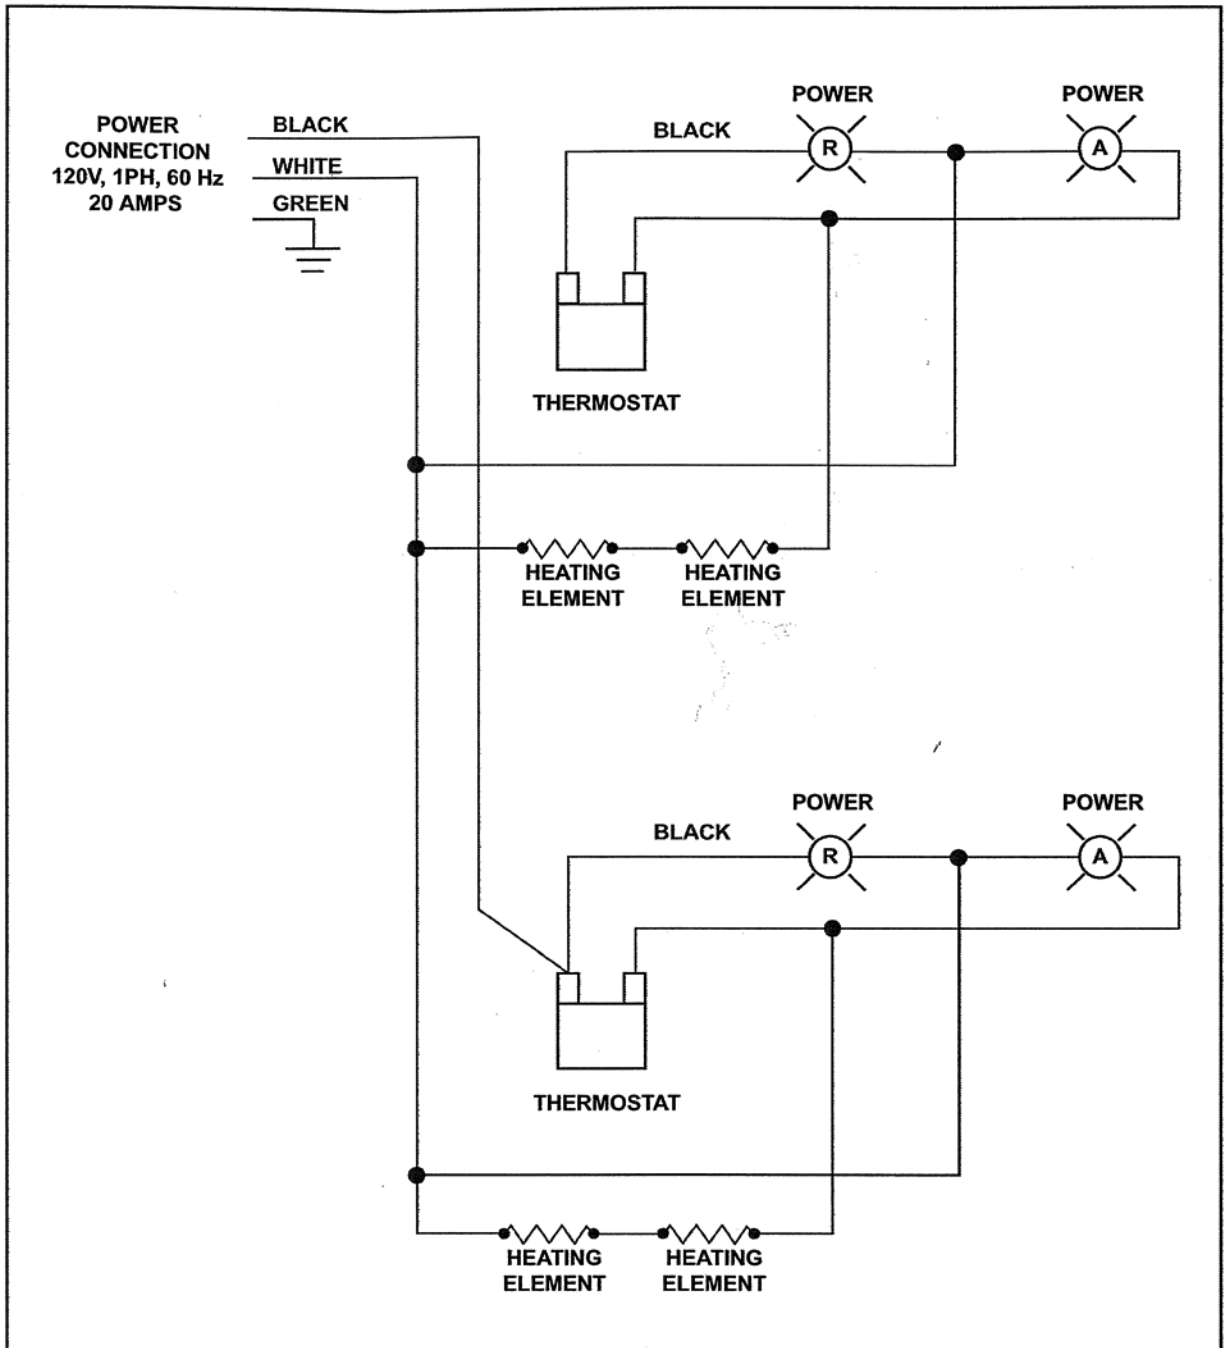 POWER
CONNECTION
120V, 1PH, 60 Hz
20 AMPS
BLACK
WHITE
GREEN
BLACK
POWER
R
POWER
A
THERMOSTAT
HEATING
ELEMENT
HEATING
ELEMENT
BLACK
POWER
R
POWER
A
THERMOSTAT
HEATING
ELEMENT
HEATING
ELEMENT